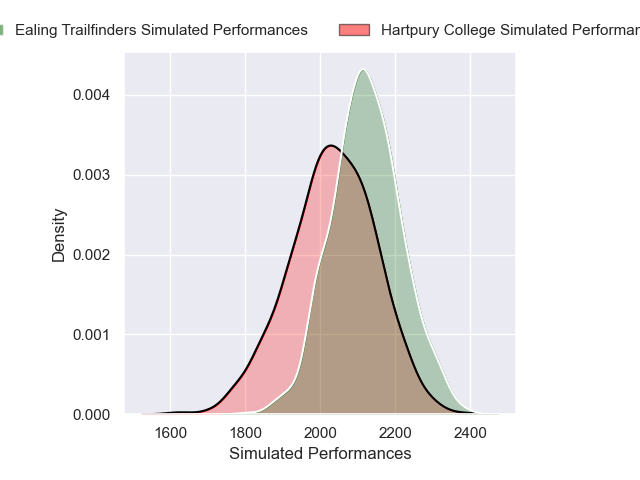 Ealing Trailfinders Simulated Performances
Hartpury College Simulated Performar
0.004
0.003
0.002
0.001
0.000
Density
1600 1800 2000 2200 2400
Simulated Performances